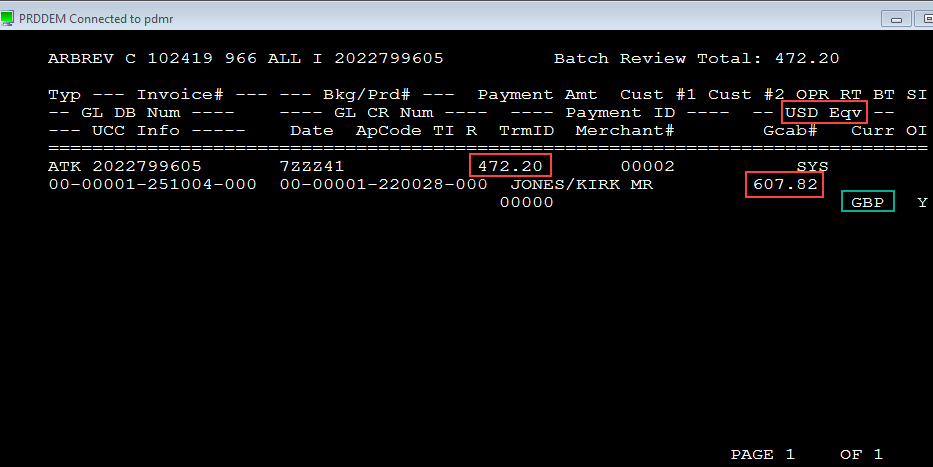 PRDDEM Connected to pdmr
ARBREV C 102419 966 ALL I 2022799605 Batch Review Total: 472.20
Typ --- Invoice# --- --- Bkg/Prd# --- Payment Amt Cust #1 Cust #2 OPR RT BT SI
-- GL DB Num ---- ---- GL CR Num ---- ---- Payment ID ---- -- USD Eqv --
--- UCC Info ----- Date ApCode TI R TrmID Merchant# Gcab# Curr OI
================================================================================
ATK 2022799605 7ZZZ41 472.20 00002 SYS
00-00001-251004-000 00-00001-220028-000 JONES/KIRK MR 607.82
00000 GBP Y
PAGE 1 OF 1